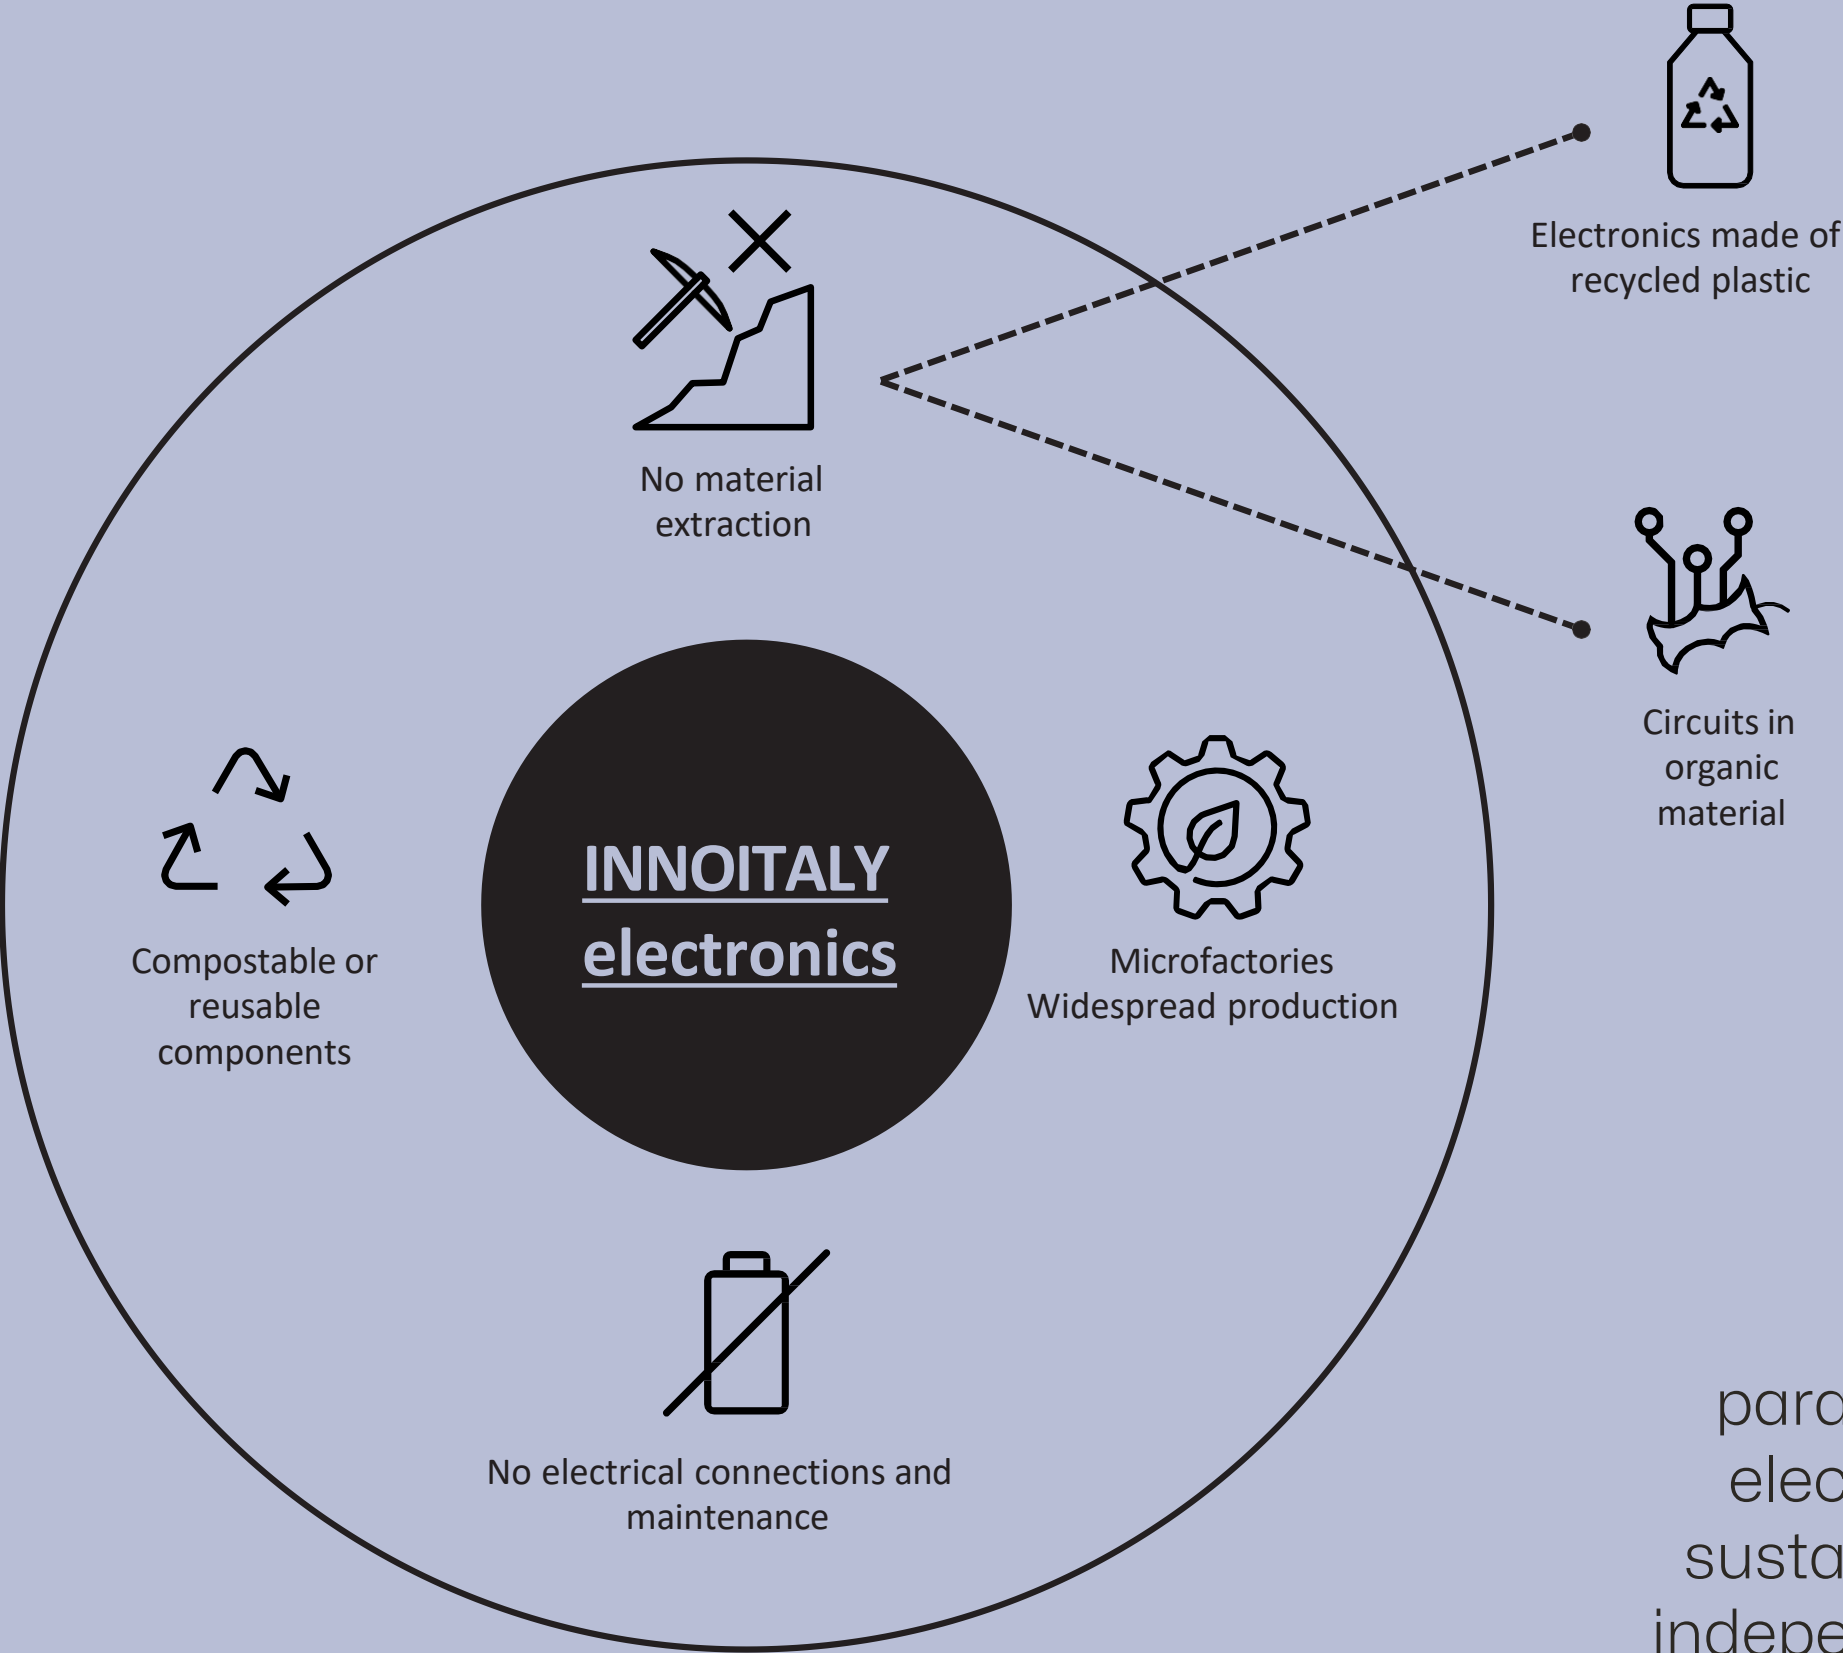 Electronics made of
recycled plastic
No material
extraction
Circuits in
organic
material
INNOITALY
electronics
Compostable or
reusable
components
Microfactories
Widespread production
No electrical connections and
maintenance